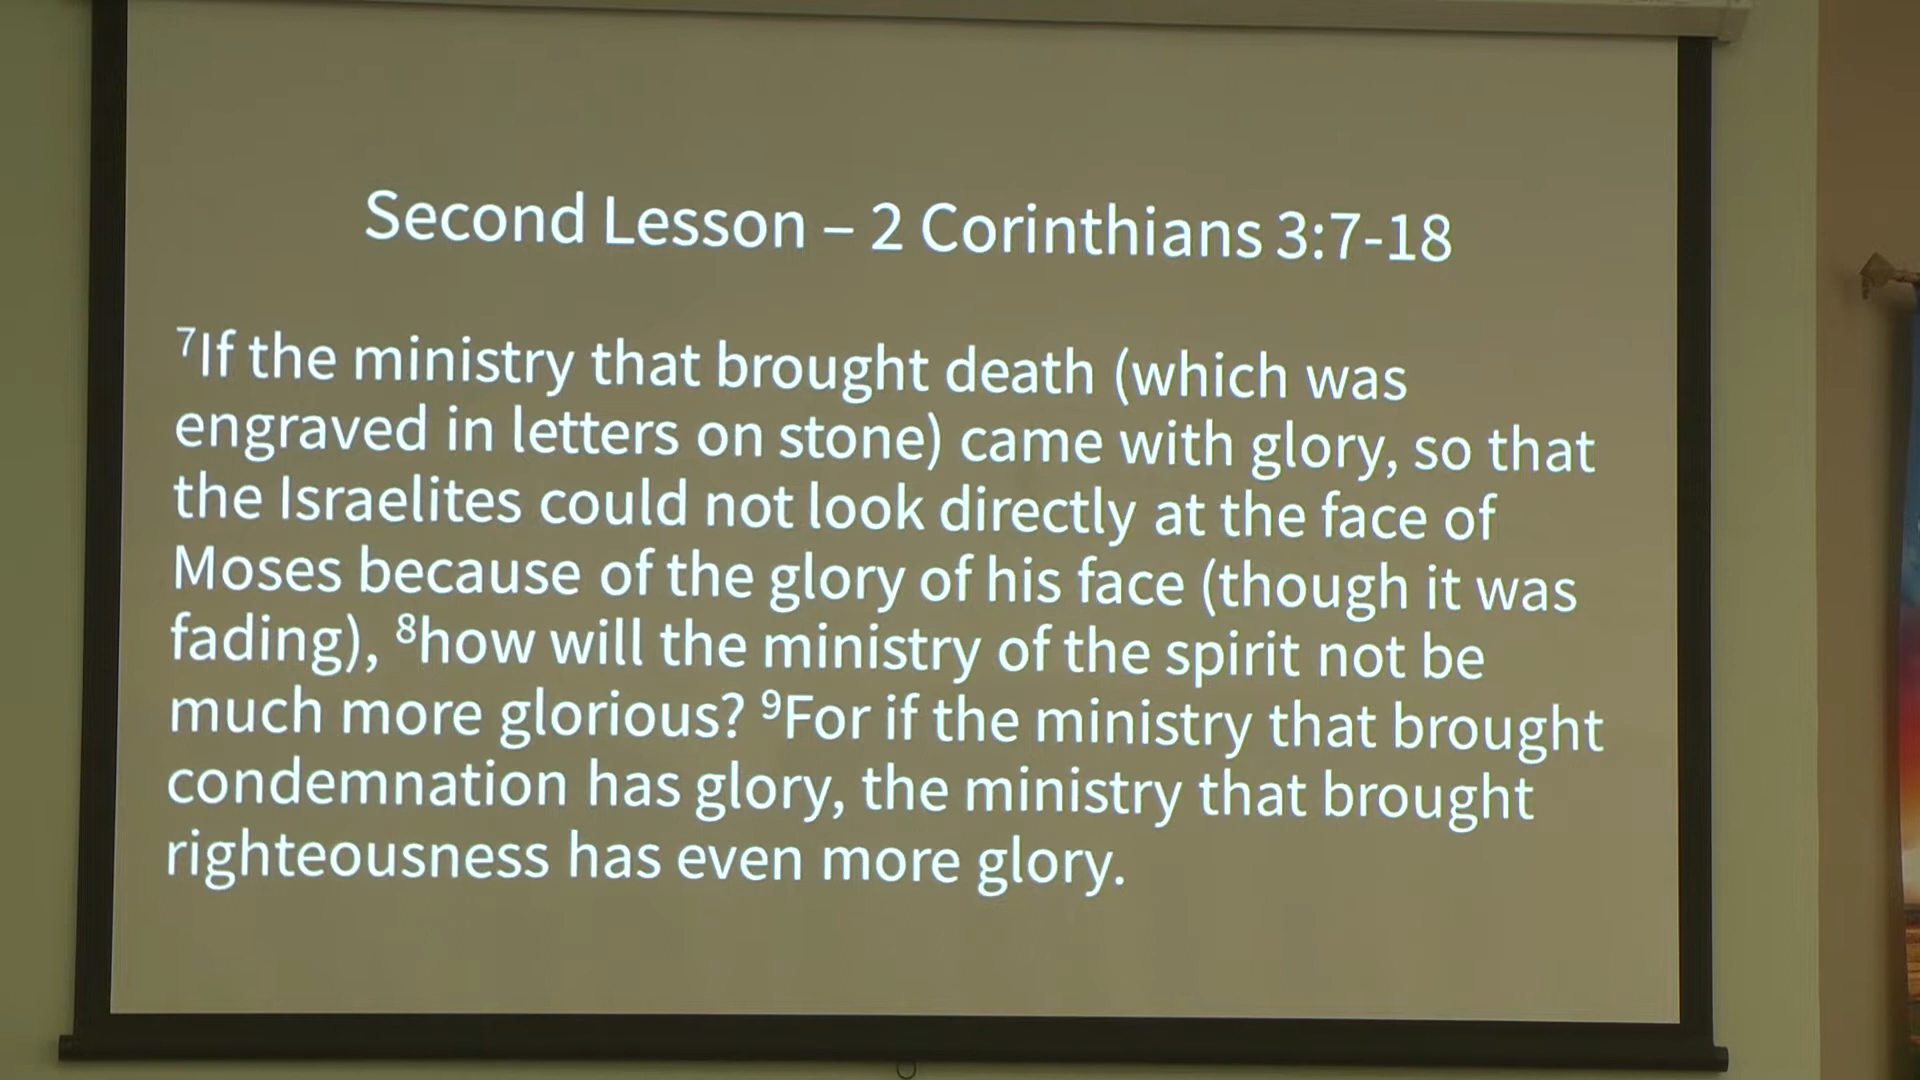 Second Lesson – 2 Corinthians 3:7-18
⁷If the ministry that brought death (which was
engraved in letters on stone) came with glory, so that
the Israelites could not look directly at the face of
Moses because of the glory of his face (though it was
fading), ⁸how will the ministry of the spirit not be
much more glorious? ⁹For if the ministry that brought
condemnation has glory, the ministry that brought
righteousness has even more glory.